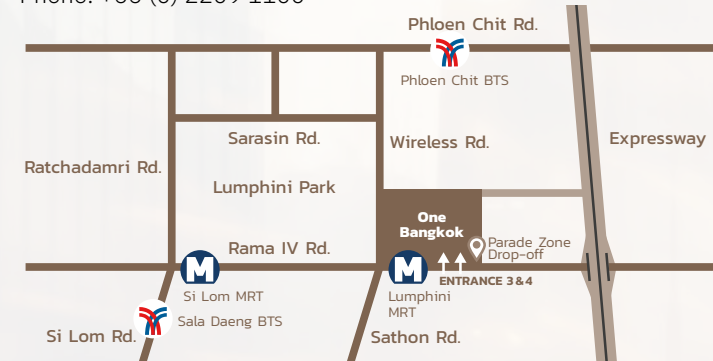 Phloen Chit Rd.
Phloen Chit BTS
Sarasin Rd.
Wireless Rd.
Expressway
Ratchadamri Rd.
Lumphini Park
One
Bangkok
Parade Zone
Drop-off
Rama IV Rd.
M
M
ENTRANCE 3&4
Si Lom MRT
Lumphini
MRT
Sala Daeng BTS
Si Lom Rd.
Sathon Rd.